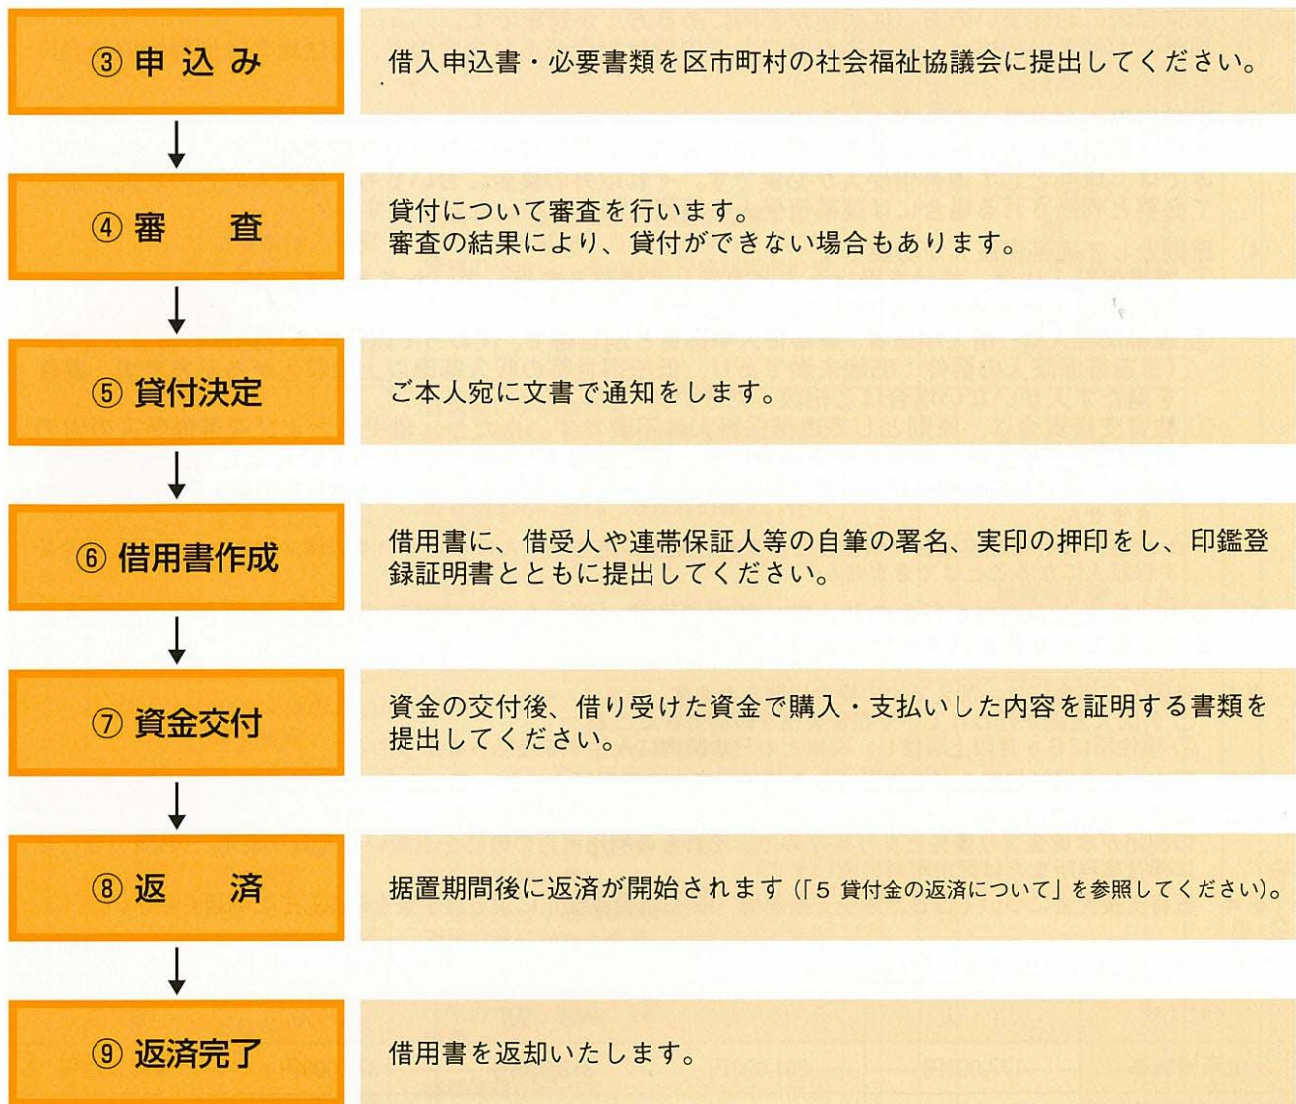 ③ 申込み
借入申込書・必要書類を区市町村の社会福祉協議会に提出してください。
④ 審査
貸付について審査を行います。
審査の結果により、貸付ができない場合もあります。
⑤ 貸付決定
ご本人宛に文書で通知をします。
⑥ 借用書作成
借用書に、借受人や連帯保証人等の自筆の署名、実印の押印をし、印鑑登
録証明書とともに提出してください。
⑦ 資金交付
資金の交付後、借り受けた資金で購入・支払いした内容を証明する書類を
提出してください。
⑧ 返済
据置期間後に返済が開始されます（「5 貸付金の返済について」を参照してください）。
⑨ 返済完了
借用書を返却いたします。